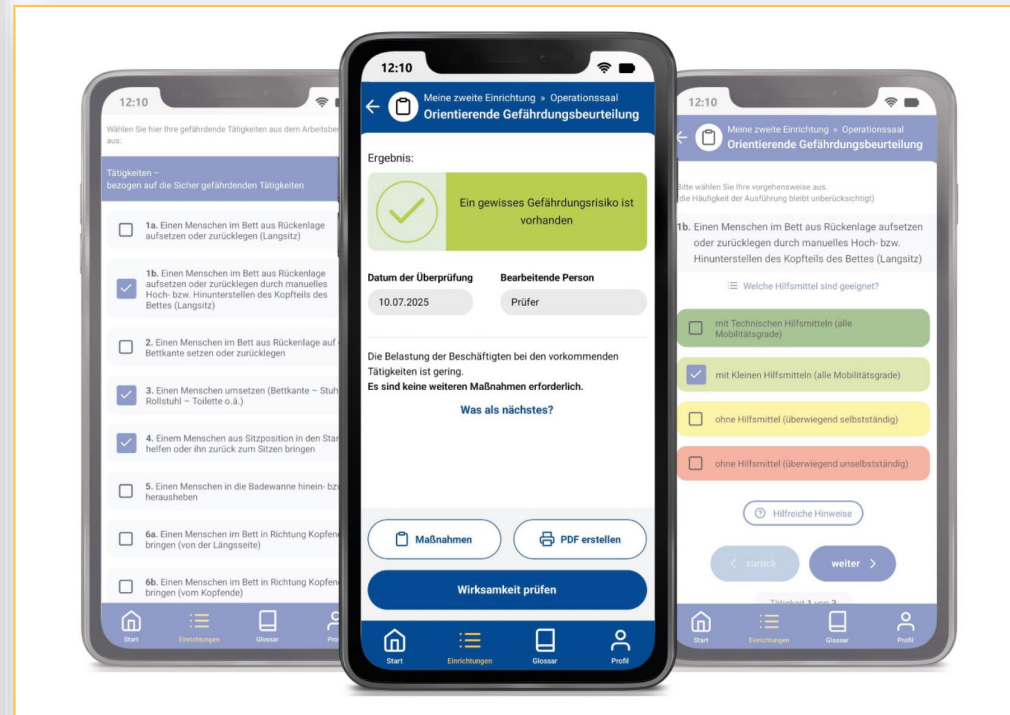 12:10
Wählen Sie hier Ihre gefährdende Tätigkeiten aus dem
aus:
Tätigkeiten –
bezogen auf die Sicher gefährdenden Tätigkeiten
1a. Einen Menschen im Bett aus Rückenlage
aufsetzen oder zurücklegen (Langsitz)
1b. Einen Menschen im Bett aus Rückenlage
aufsetzen oder zurücklegen durch manuelles
Hoch- bzw. Hinunterstellen des Kopfteils des
Bettes (Langsitz)
2. Einen Menschen im Bett aus Rückenlage auf
Bettkante setzen oder zurücklegen
3. Einen Menschen umsetzen (Bettkante – Stuh
Rollstuhl – Toilette o.ä.)
4. Einem Menschen aus Sitzposition in den
helfen oder ihn zurück zum Sitzen bringen
5. Einen Menschen in die Badewanne hinein-
herausheben
6a. Einen Menschen im Bett in Richtung
bringen (von der Längsseite)
6b. Einen Menschen im Bett in Richtung
bringen (vom Kopfende)
Start
Einrichtungen
Glossar
12:10
Meine zweite Einrichtung » Operationssaal
Orientierende Gefährdungsbeurteilung
Ergebnis:
Ein gewisses Gefährdungsrisiko ist
vorhanden
Datum der Überprüfung
Bearbeitende Person
10.07.2025
Prüfer
Die Belastung der Beschäftigten bei den vorkommenden
Tätigkeiten ist gering.
Es sind keine weiteren Maßnahmen erforderlich.
Was als nächstes?
Maßnahmen
PDF erstellen
Wirksamkeit prüfen
Start
Einrichtungen
Glossar
Profil
12:10
Meine zweite Einrichtung » Operationssaal
Orientierende Gefährdungsbeurteilung
Bitte wählen Sie Ihre vorgehensweise aus.
(die Häufigkeit der Ausführung bleibt unberücksichtigt)
1b. Einen Menschen im Bett aus Rückenlage aufsetzen
oder zurücklegen durch manuelles Hoch- bzw.
Hinunterstellen des Kopfteils des Bettes (Langsitz)
Welche Hilfsmittel sind geeignet?
mit Technischen Hilfsmitteln (alle
Mobilitätsgrade)
mit Kleinen Hilfsmitteln (alle Mobilitätsgrade)
ohne Hilfsmittel (überwiegend selbstständig)
ohne Hilfsmittel (überwiegend unselbstständig)
Hilfreiche Hinweise
zurück
weiter
Tätigkeit 1 von 3
Start
Einrichtungen
Glossar
Profil